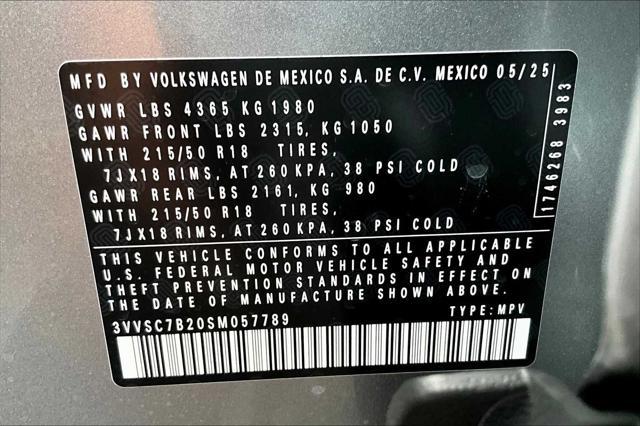 MFD BY VOLKSWAGEN DE MEXICO S.A. DE C.V. MEXICO 05/25
GVWR LBS 4365 KG 1980
GAWR FRONT LBS 2315, KG 1050
WITH 215/50 R18 TIRES,
7JX18 RIMS, AT 260 KPA, 38 PSI COLD
GAWR REAR LBS 2161, KG 980
WITH 215/50 R18 TIRES,
7JX18 RIMS, AT 260 KPA, 38 PSI COLD
1746268 3983
THIS VEHICLE CONFORMS TO ALL APPLICABLE
U.S. FEDERAL MOTOR VEHICLE SAFETY AND
THEFT PREVENTION STANDARDS IN EFFECT ON
THE DATE OF MANUFACTURE SHOWN ABOVE.
3VVSC7B20SM057789 TYPE: MPV